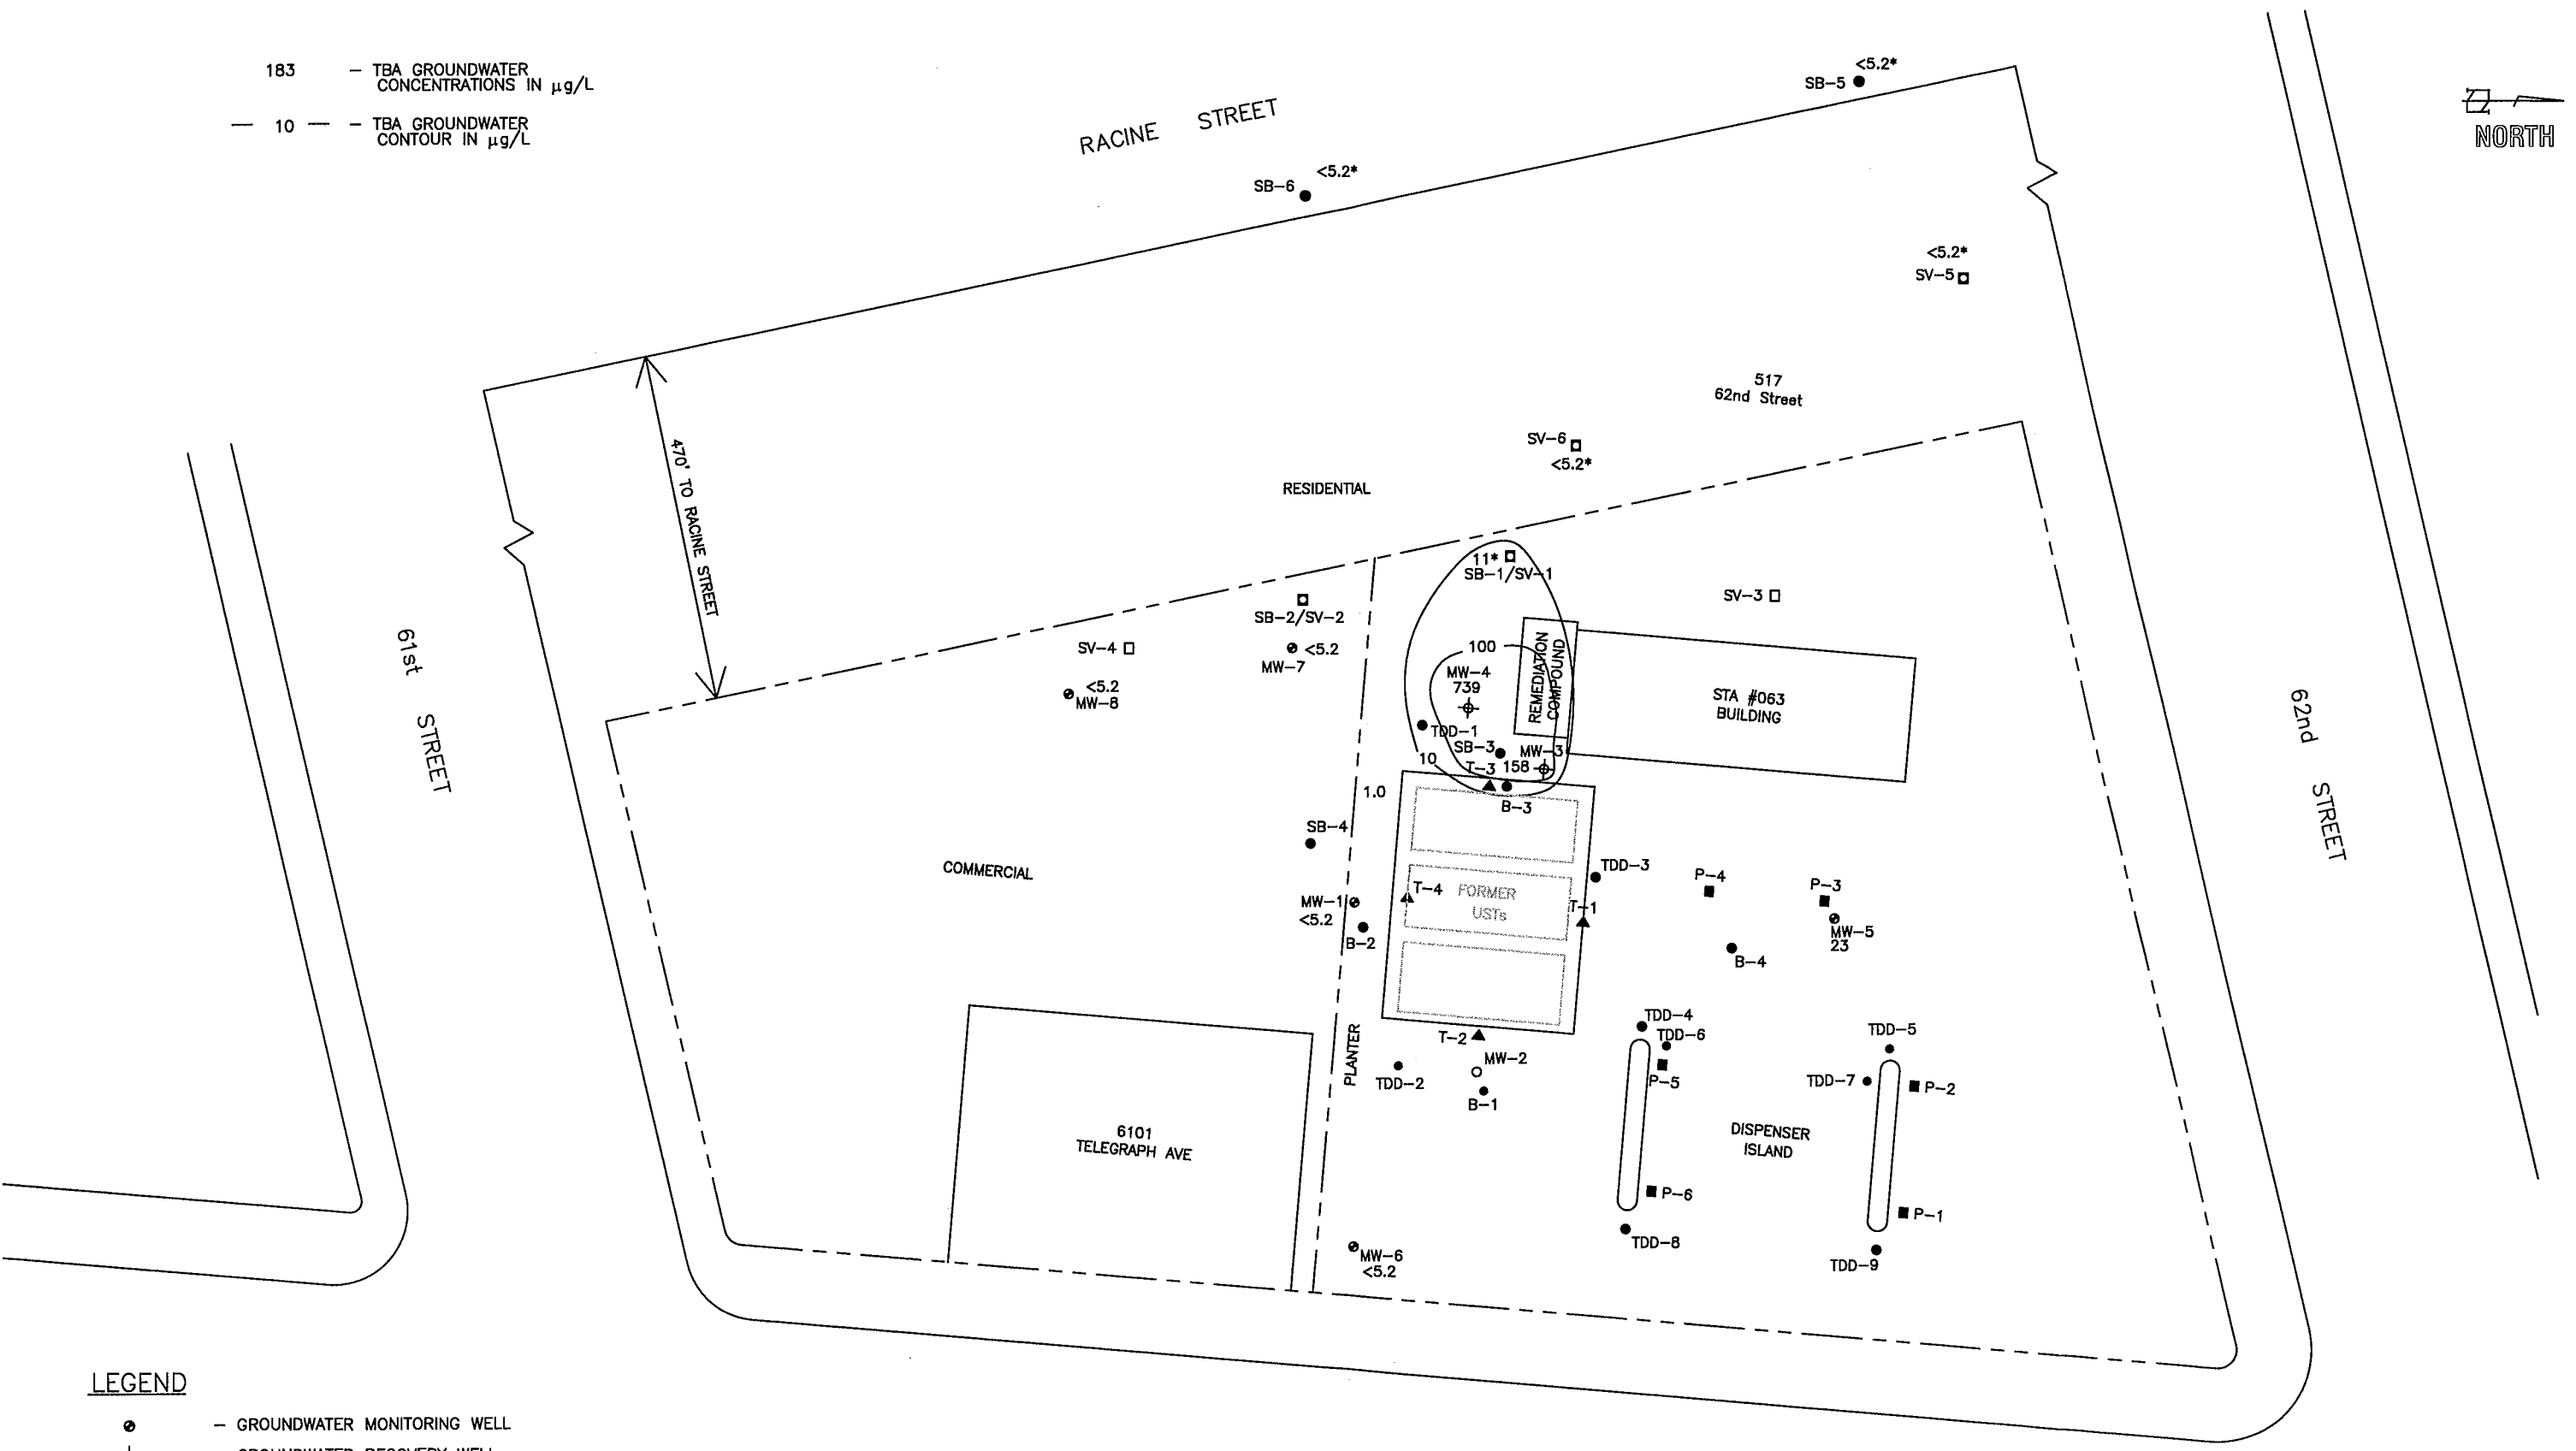 183 — TBA GROUNDWATER
CONCENTRATIONS IN µg/L
— 10 — — TBA GROUNDWATER
CONTOUR IN µg/L
NORTH
RACINE STREET
<5.2*
SB-5
<5.2*
SB-6
<5.2*
SV-5
517
62nd Street
SV-6
<5.2*
RESIDENTIAL
470' TO RACINE STREET
11*
SB-1/SV-1
SV-3
SB-2/SV-2
<5.2
MW-7
SV-4
<5.2
MW-8
100
MW-4
739
REMEDIATION
COMPOUND
STA #063
BUILDING
TDD-1
SB-3
MW-3
10
T-3
158
B-3
1.0
61st STREET
62nd STREET
SB-4
COMMERCIAL
TDD-3
P-4
P-3
T-4
FORMER
USTs
T-1
MW-1
<5.2
B-2
MW-5
23
B-4
TDD-4
TDD-6
TDD-5
T-2
MW-2
PLANTER
TDD-2
B-1
P-5
TDD-7
P-2
6101
TELEGRAPH AVE
DISPENSER
ISLAND
P-6
P-1
TDD-8
MW-6
<5.2
TDD-9
LEGEND
— GROUNDWATER MONITORING WELL
GROUNDWATER RECOVERY WELL